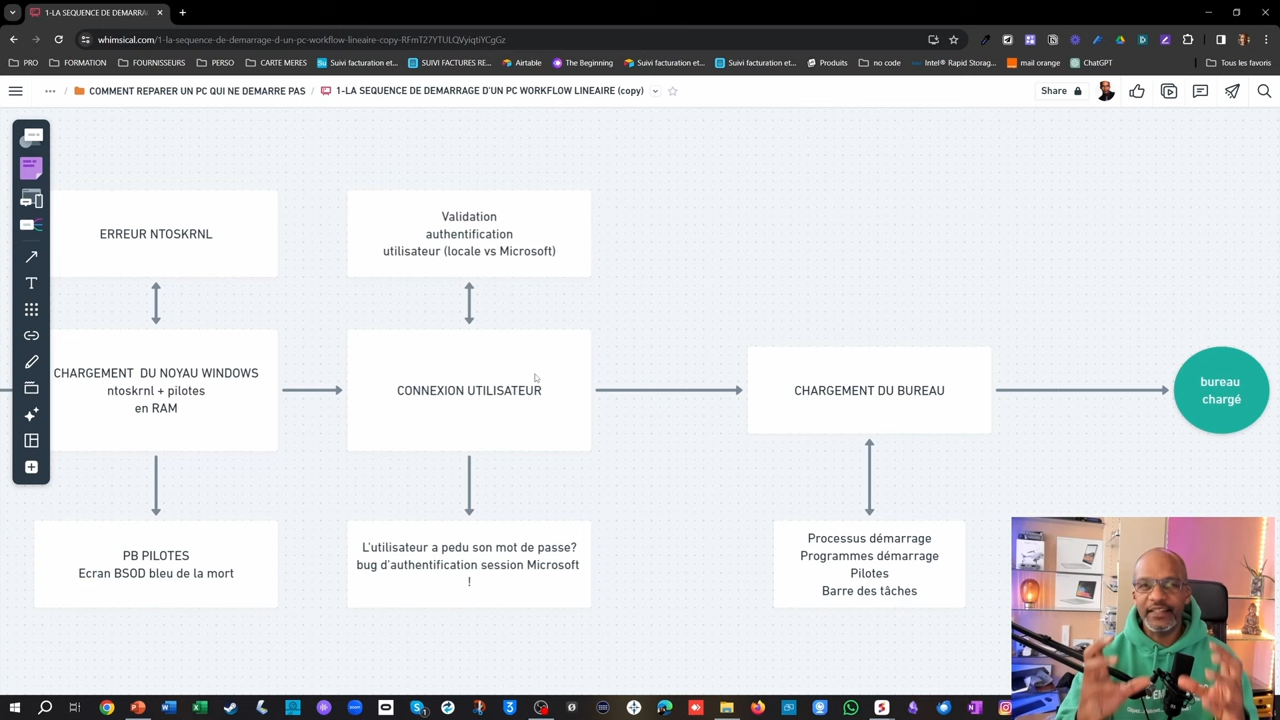 1-LA SEQUENCE DE DEMARRA
whimsical.com/1-la-sequence-de-demarrage-d-un-pc-workflow-lineaire-copy-RFmT27YTULQVyiqtiYCgGz
PRO
FORMATION
FOURNISSEURS
PERSO
CARTE MERES
Suivi facturation et...
SUIVI FACTURES RE...
Airtable
The Beginning
Suivi facturation et...
Suivi facturation et...
Produits
no code
Intel® Rapid Storag...
mail orange
ChatGPT
Tous les favoris
... / COMMENT REPARER UN PC QUI NE DEMARRE PAS / 1-LA SEQUENCE DE DEMARRAGE D'UN PC WORKFLOW LINEAIRE (copy)
Share
ERREUR NTOSKRNL
Validation
authentification
utilisateur (locale vs Microsoft)
CHARGEMENT DU NOYAU WINDOWS
ntoskrnl + pilotes
en RAM
CONNEXION UTILISATEUR
CHARGEMENT DU BUREAU
bureau
chargé
PB PILOTES
Ecran BSOD bleu de la mort
L'utilisateur a pedu son mot de passe?
bug d'authentification session Microsoft
!
Processus démarrage
Programmes démarrage
Pilotes
Barre des tâches